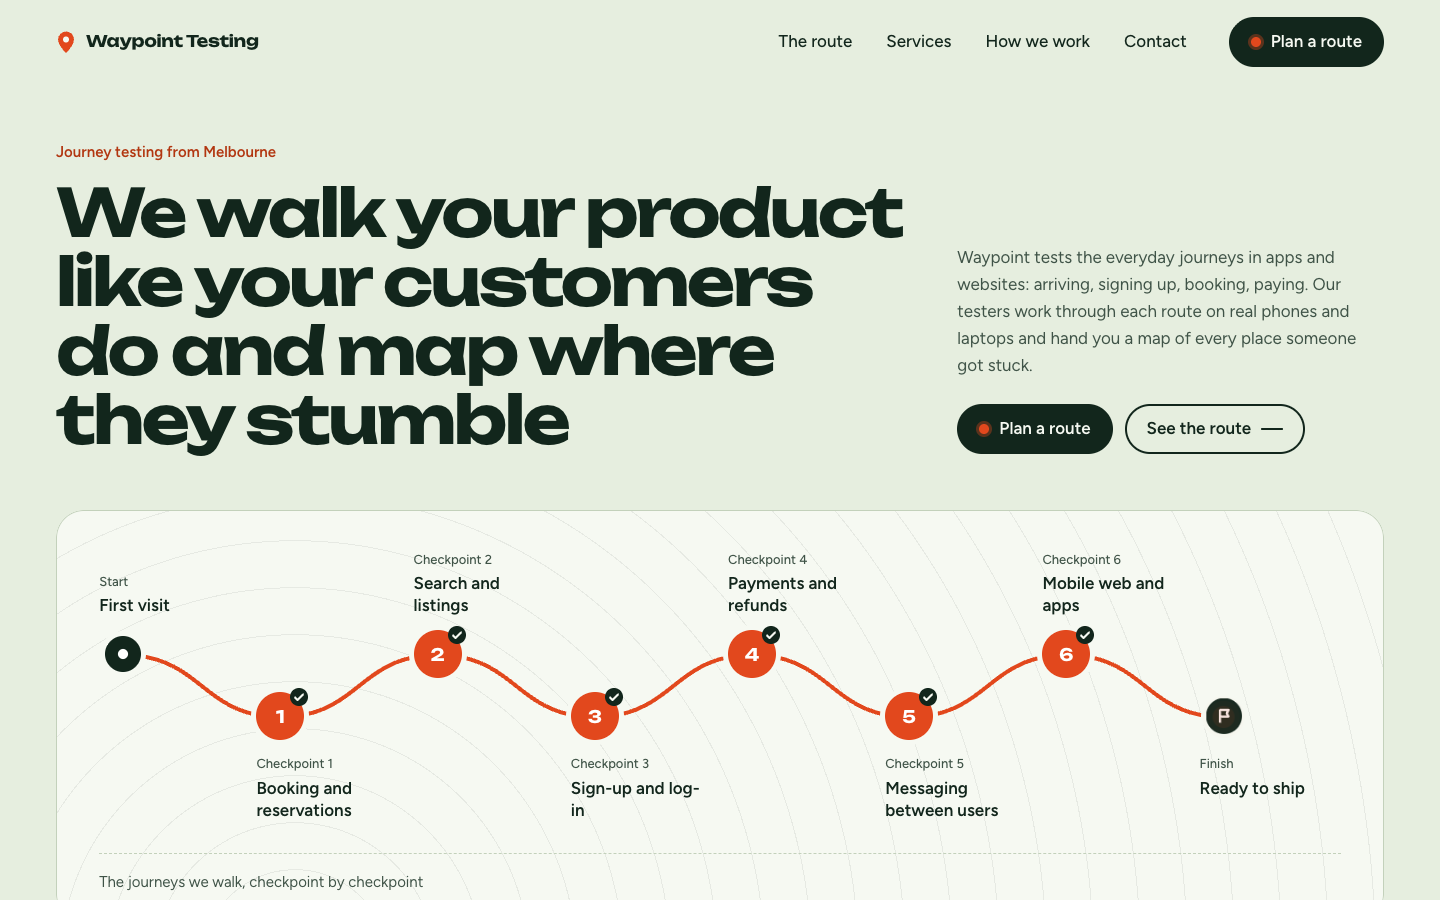 Waypoint Testing
The route
Services
How we work
Contact
Plan a route
Journey testing from Melbourne
We walk your product
like your customers
do and map where
they stumble
Waypoint tests the everyday journeys in apps and
websites: arriving, signing up, booking, paying. Our
testers work through each route on real phones and
laptops and hand you a map of every place someone
got stuck.
Plan a route
See the route
Start
First visit
1
Checkpoint 1
Booking and
reservations
Checkpoint 2
Search and
listings
2
3
Checkpoint 3
Sign-up and log-
in
Checkpoint 4
Payments and
refunds
4
5
Checkpoint 5
Messaging
between users
Checkpoint 6
Mobile web and
apps
6
Finish
Ready to ship
The journeys we walk, checkpoint by checkpoint